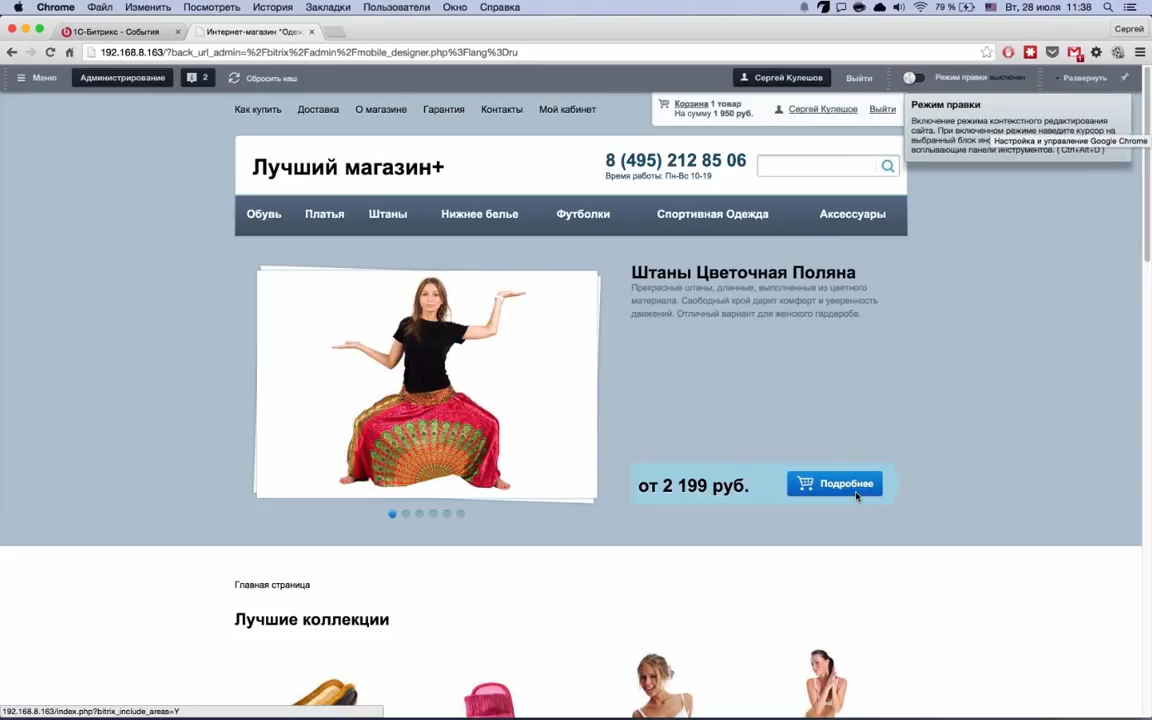 Chrome Файл Изменить Посмотреть История Закладки Пользователи Окно Справка 79 % Вт, 28 июля 11:38
1С-Битрикс - События
Интернет-магазин "Одеж
Сергей
192.168.8.163/?back_url_admin=%2Fbitrix%2Fadmin%2Fmobile_designer.php%3Flang%3Dru
Меню Администрирование 2 Сбросить кеш Сергей Кулешов Выйти Режим правки выключен Развернуть
Как купить Доставка О магазине Гарантия Контакты Мой кабинет
Корзина 1 товар
На сумму 1 950 руб.
Сергей Кулешов Выйти
Режим правки
Включение режима контекстного редактирования
сайта. При включенном режиме наведите курсор на
выбранный блок ин
Настройка и управление Google Chrome
всплывающие панели инструментов. ( Ctrl+Alt+D )
Лучший магазин+
8 (495) 212 85 06
Время работы: Пн-Вс 10-19
Обувь Платья Штаны Нижнее белье Футболки Спортивная Одежда Аксессуары
Штаны Цветочная Поляна
Прекрасные штаны, длинные, выполненные из цветного
материала. Свободный крой дарит комфорт и уверенность
движений. Отличный вариант для женского гардероба.
от 2 199 руб.
Подробнее
Главная страница
Лучшие коллекции
192.168.8.163/index.php?bitrix_include_areas=Y